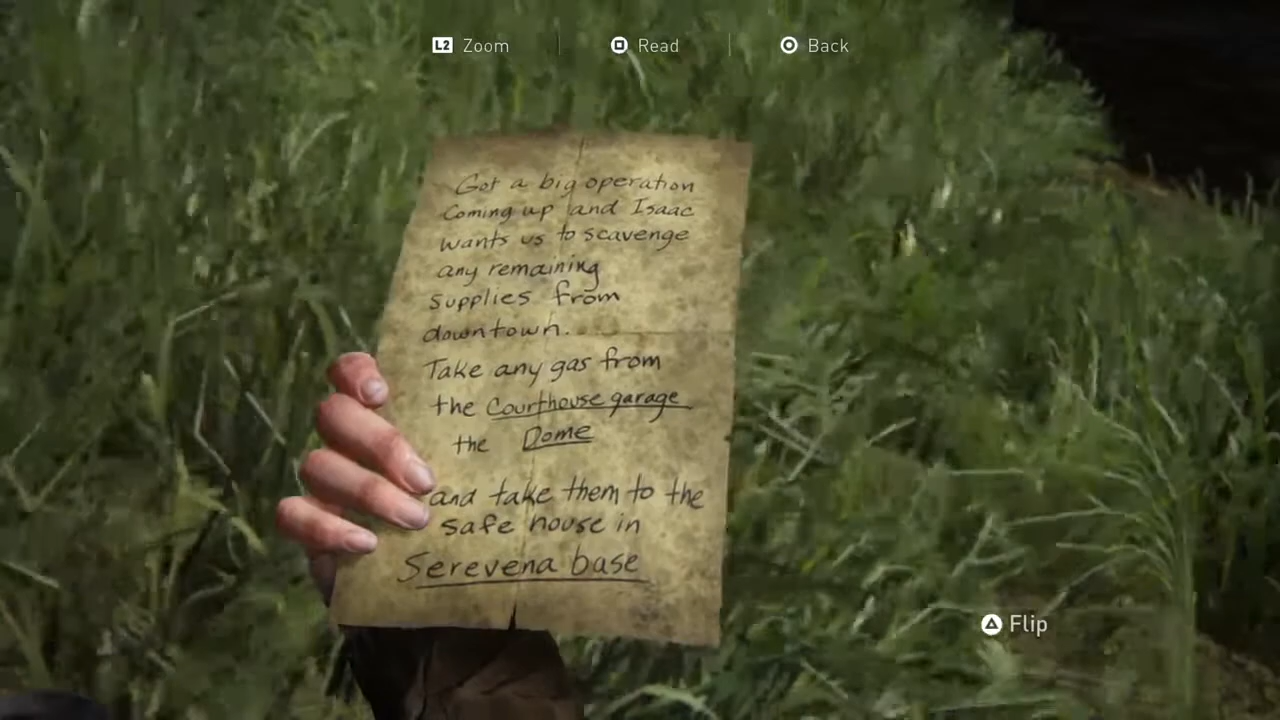 L2 Zoom
Read
Back
Got a big operation
Coming up and Isaac
wants us to scavenge
any remaining
supplies from
downtown.
Take any gas from
the Courthouse garage
the Dome
and take them to the
safe house in
Serevena base
Flip